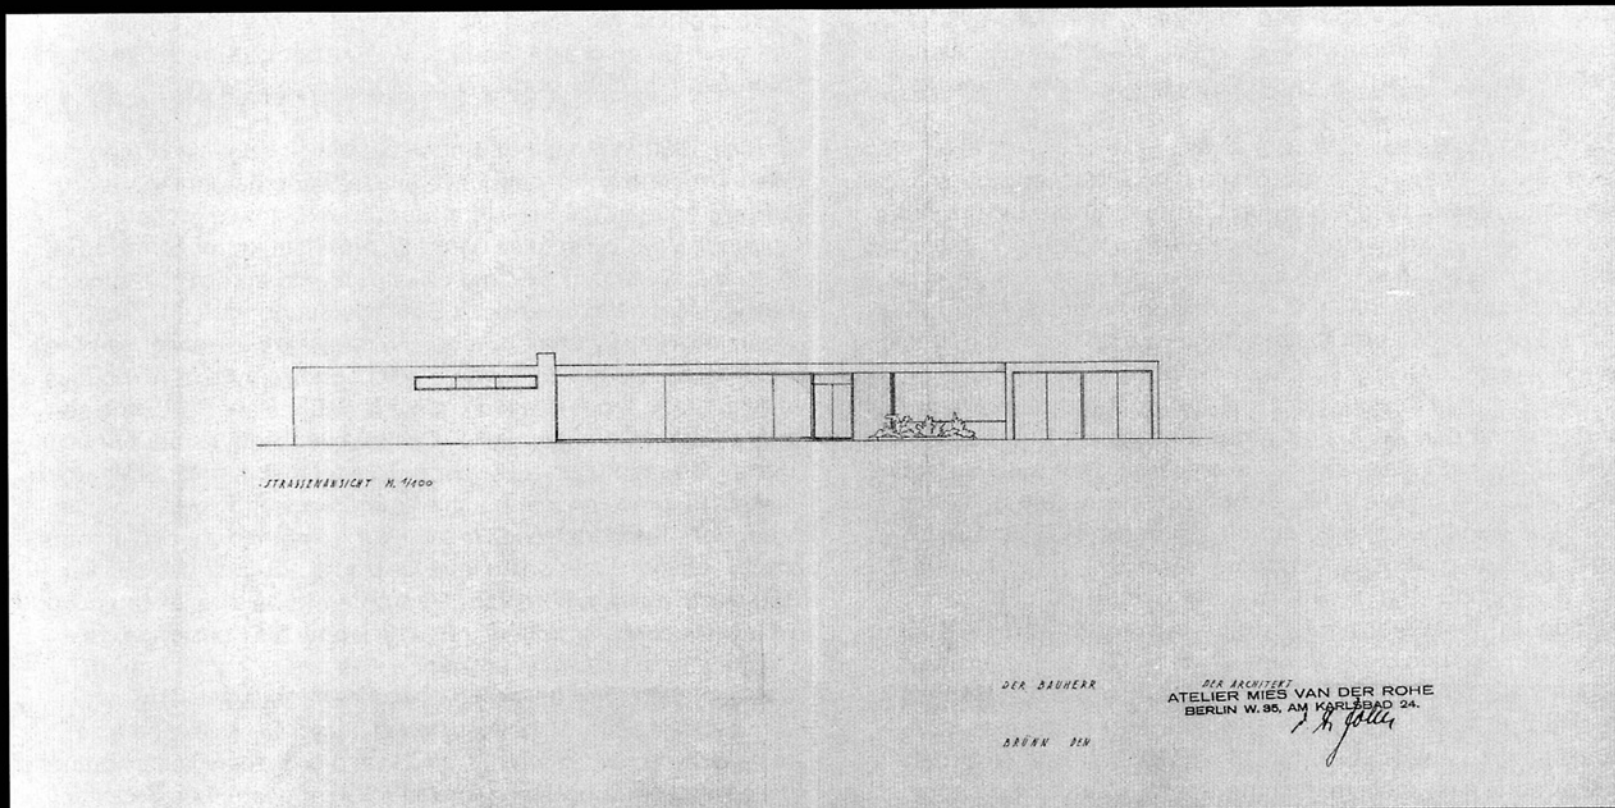 STRASSENANSICHT M. 1/100
DER BAUHERR
DER ARCHITEKT
ATELIER MIES VAN DER ROHE
BERLIN W. 35, AM KARLSBAD 24.
BRÜNN DEN